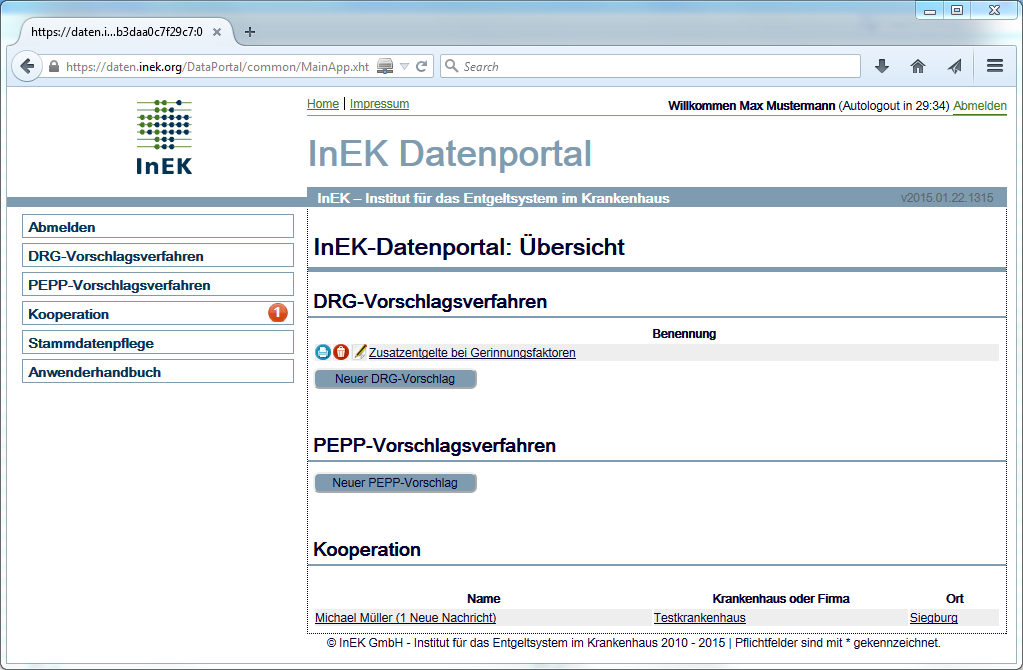 https://daten.i...b3daa0c7f29c7:0
https://daten.inek.org/DataPortal/common/MainApp.xht
Search
InEK
Home | Impressum
Willkommen Max Mustermann (Autologout in 29:34) Abmelden
InEK Datenportal
InEK – Institut für das Entgeltsystem im Krankenhaus
v2015.01.22.1315
Abmelden
DRG-Vorschlagsverfahren
PEPP-Vorschlagsverfahren
Kooperation 1
Stammdatenpflege
Anwenderhandbuch
InEK-Datenportal: Übersicht
DRG-Vorschlagsverfahren
Benennung
Zusatzentgelte bei Gerinnungsfaktoren
Neuer DRG-Vorschlag
PEPP-Vorschlagsverfahren
Neuer PEPP-Vorschlag
Kooperation
Name Krankenhaus oder Firma Ort
Michael Müller (1 Neue Nachricht) Testkrankenhaus Siegburg
© InEK GmbH - Institut für das Entgeltsystem im Krankenhaus 2010 - 2015 | Pflichtfelder sind mit * gekennzeichnet.